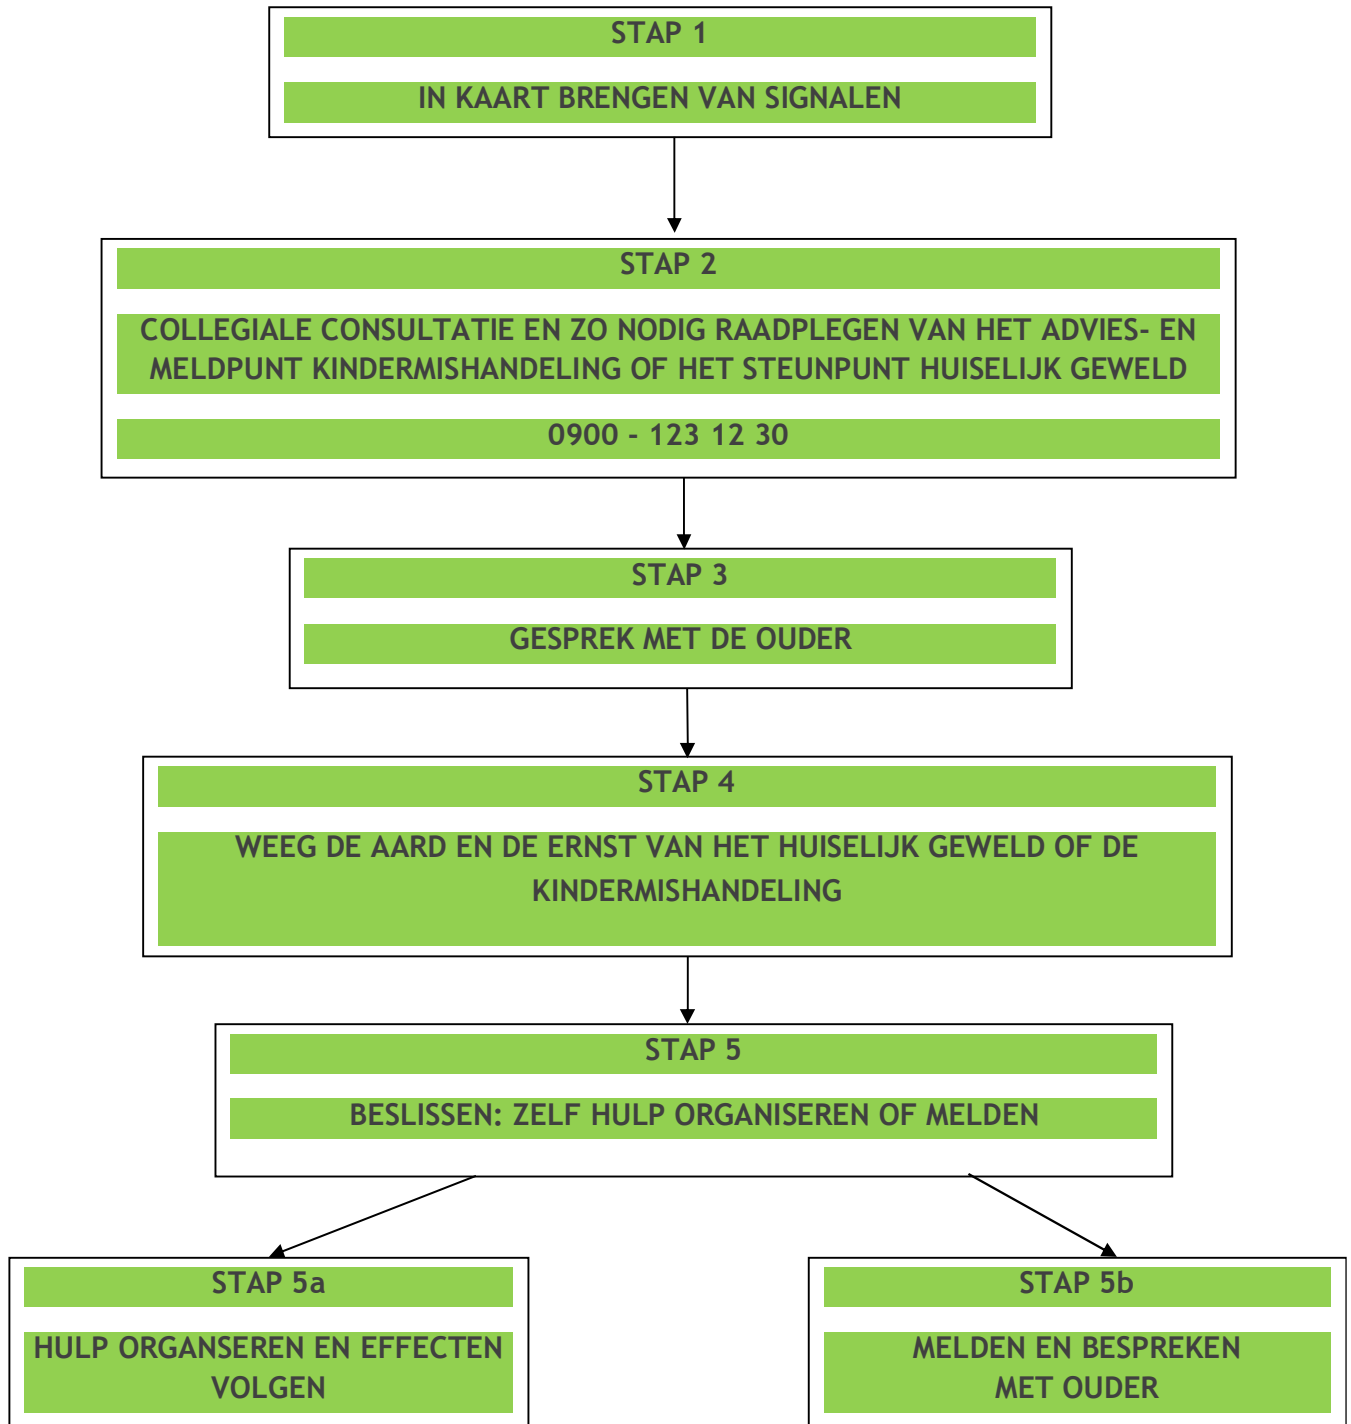 STAP 1
IN KAART BRENGEN VAN SIGNALEN
STAP 2
COLLEGIALE CONSULTATIE EN ZO NODIG RAADPLEGEN VAN HET ADVIES- EN
MELDPUNT KINDERMISHANDELING OF HET STEUNPUNT HUISELIJK GEWELD
0900 - 123 12 30
STAP 3
GESPREK MET DE OUDER
STAP 4
WEEG DE AARD EN DE ERNST VAN HET HUISELIJK GEWELD OF DE
KINDERMISHANDELING
STAP 5
BESLISSEN: ZELF HULP ORGANISEREN OF MELDEN
STAP 5a
HULP ORGANSEREN EN EFFECTEN
VOLGEN
STAP 5b
MELDEN EN BESPREKEN
MET OUDER